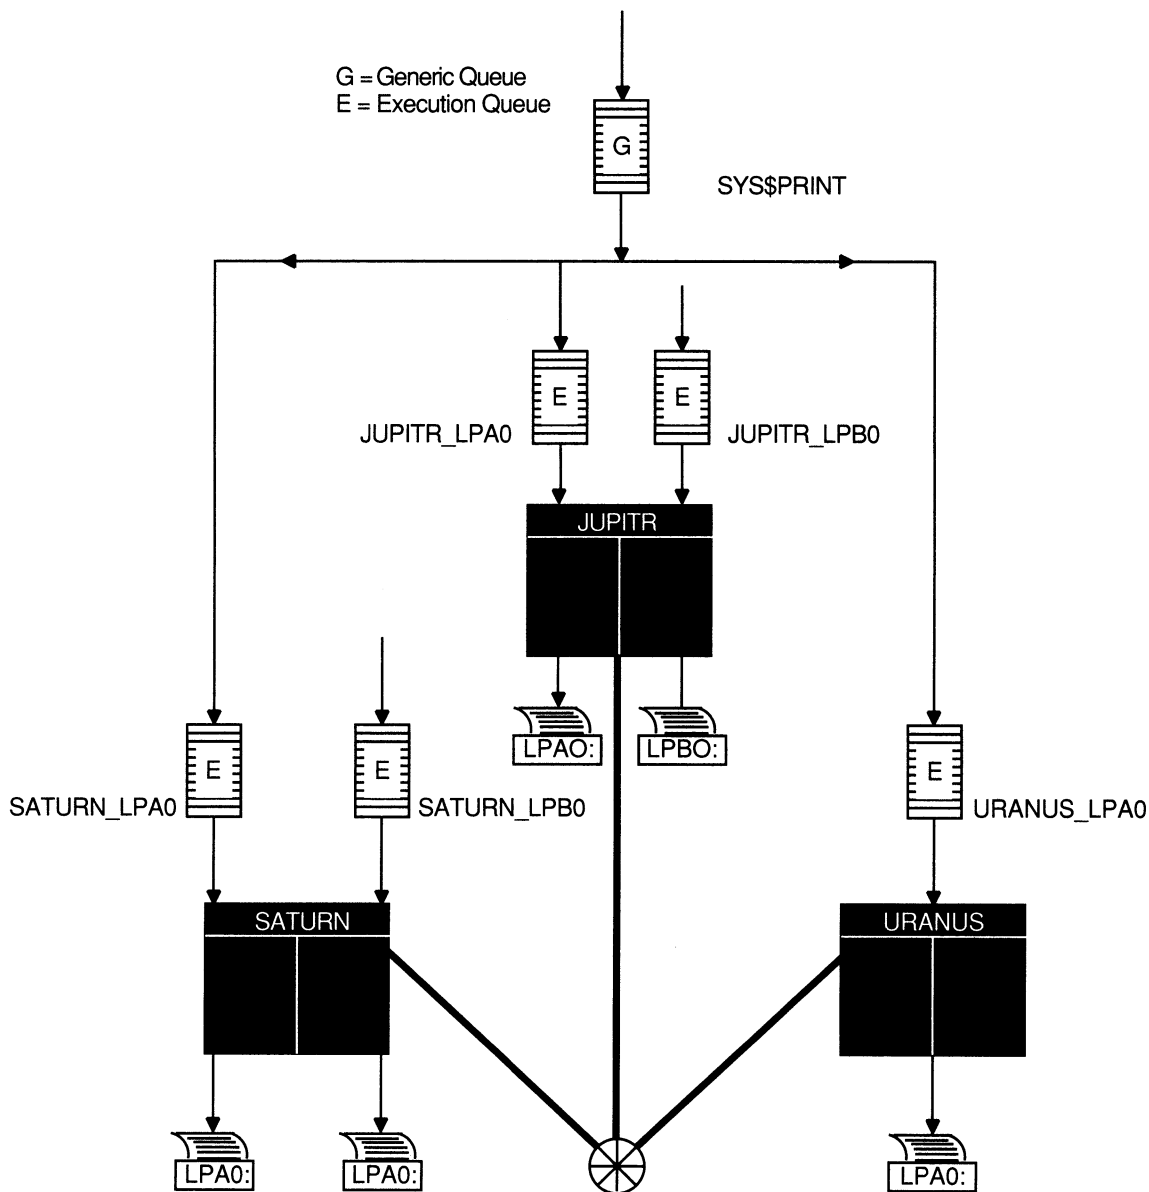 G = Generic Queue
E = Execution Queue
G
SYS$PRINT
E
E
JUPITR_LPA0
JUPITR_LPB0
JUPITR
LPAO:
LPBO:
E
E
E
SATURN_LPA0
SATURN_LPB0
URANUS_LPA0
SATURN
URANUS
LPA0:
LPA0:
LPA0: